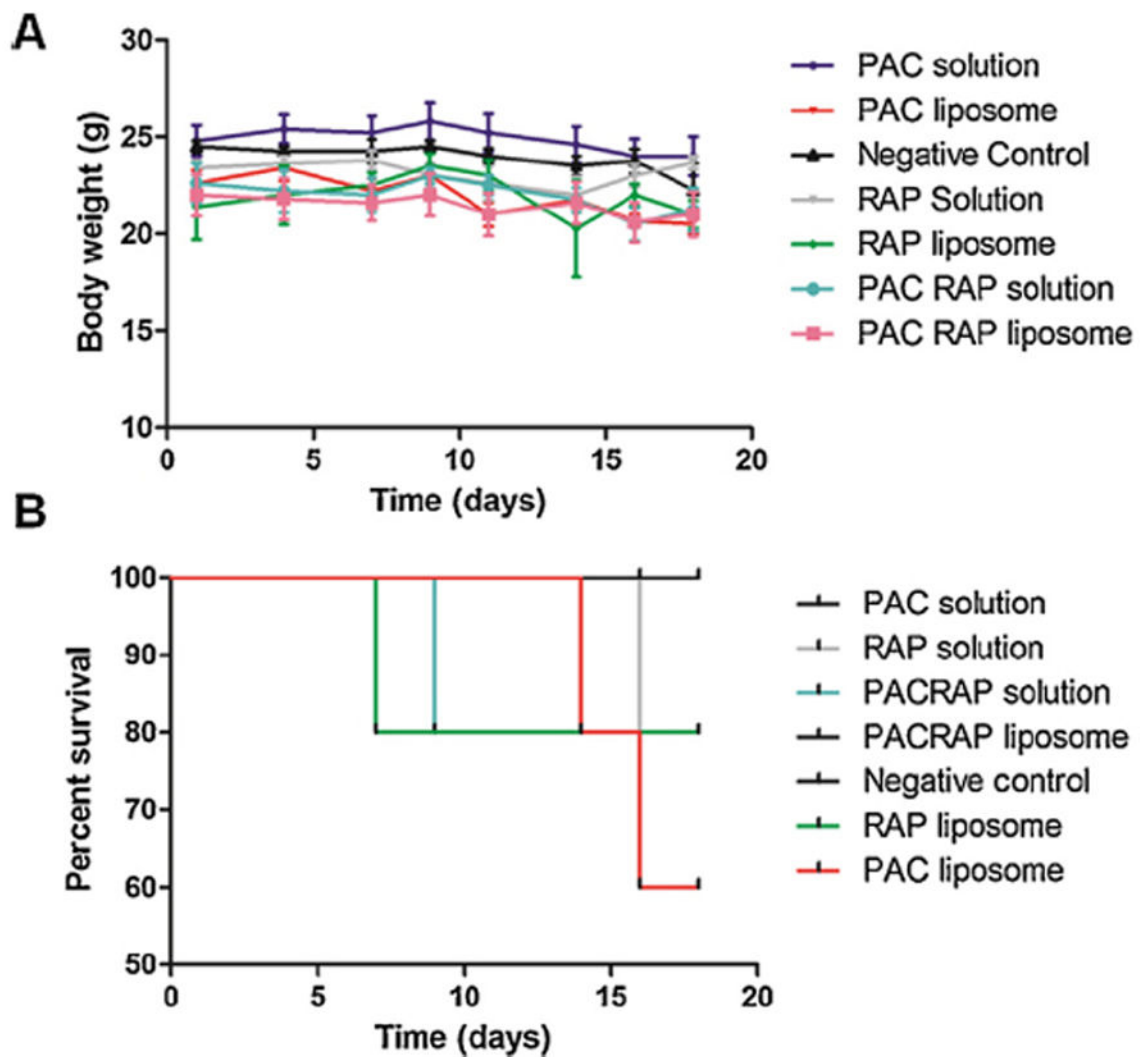 A
30
25
20
15
10
Body weight (g)
0 5 10 15 20
Time (days)
PAC solution
PAC liposome
Negative Control
RAP Solution
RAP liposome
PAC RAP solution
PAC RAP liposome
B
100
90
80
70
60
50
Percent survival
0 5 10 15 20
Time (days)
PAC solution
RAP solution
PACRAP solution
PACRAP liposome
Negative control
RAP liposome
PAC liposome